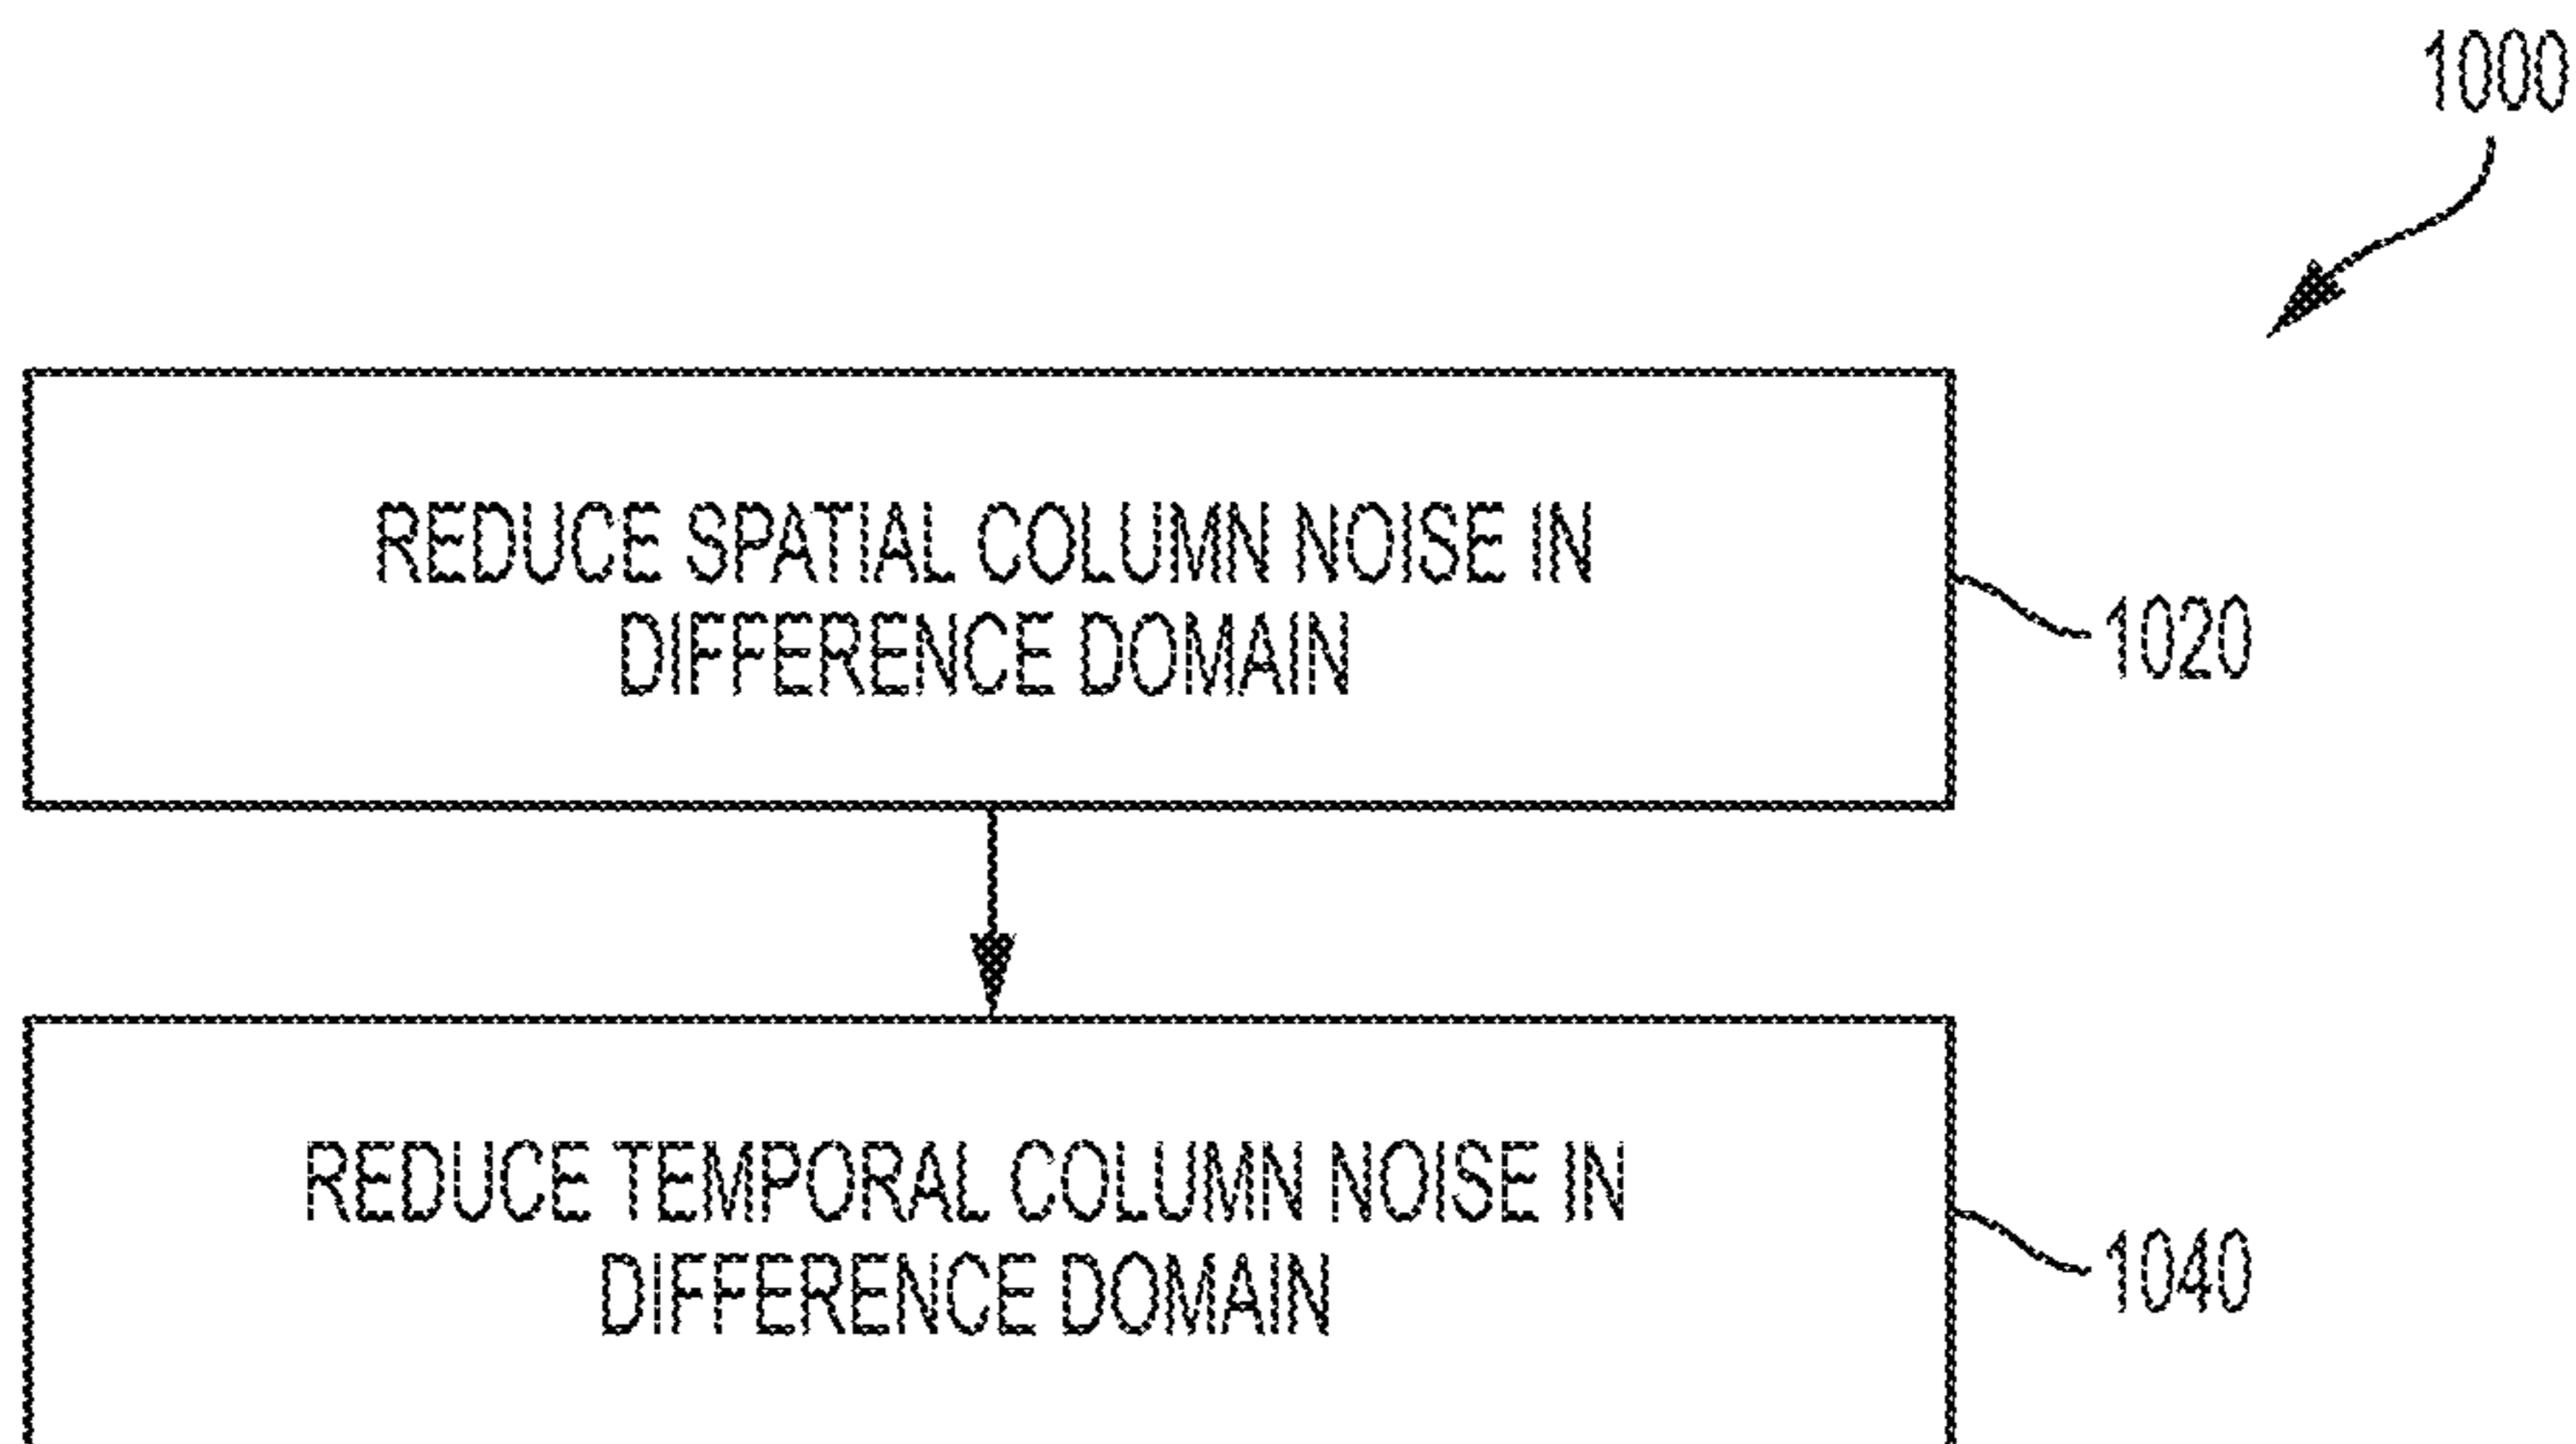 1000
REDUCE SPATIAL COLUMN NOISE IN
DIFFERENCE DOMAIN
1020
REDUCE TEMPORAL COLUMN NOISE IN
DIFFERENCE DOMAIN
1040